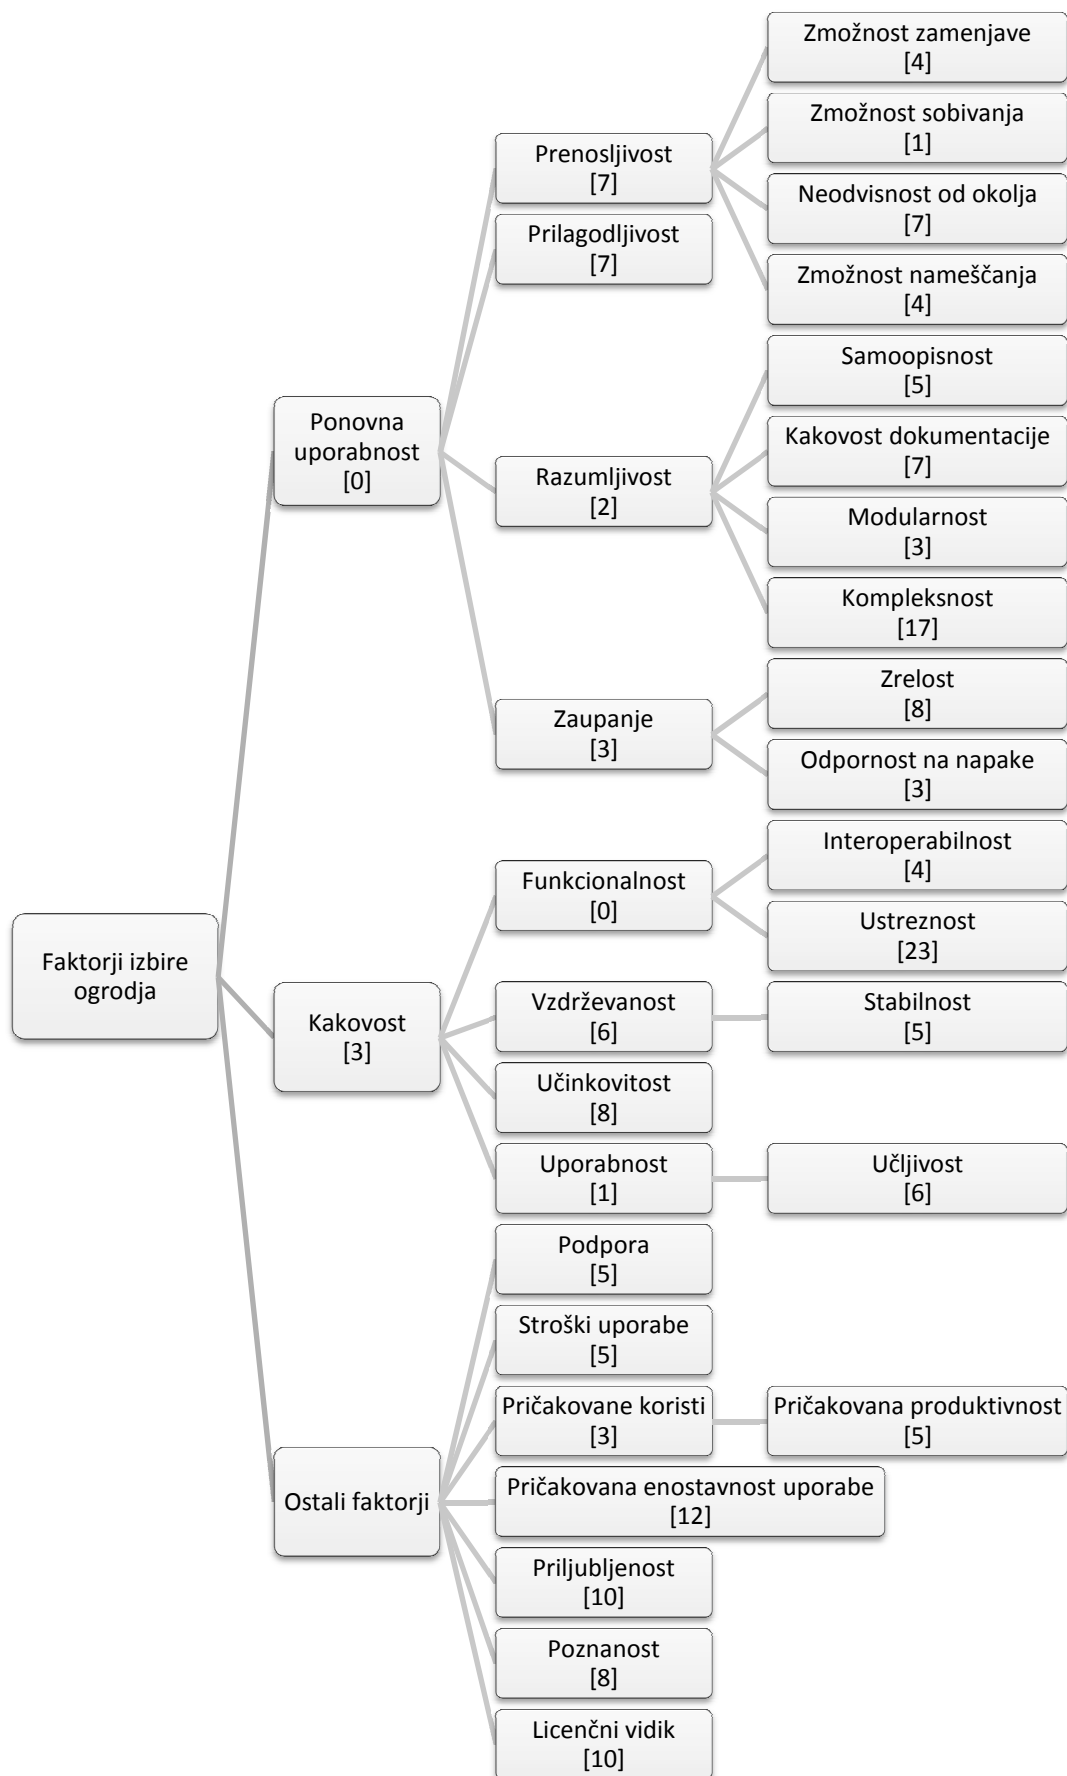 Faktorji izbire
ogrodja
Ponovna
uporabnost
[0]
Prenosljivost
[7]
Zmožnost zamenjave
[4]
Zmožnost sobivanja
[1]
Neodvisnost od okolja
[7]
Zmožnost nameščanja
[4]
Prilagodljivost
[7]
Razumljivost
[2]
Samoopisnost
[5]
Kakovost dokumentacije
[7]
Modularnost
[3]
Kompleksnost
[17]
Zaupanje
[3]
Zrelost
[8]
Odpornost na napake
[3]
Kakovost
[3]
Funkcionalnost
[0]
Interoperabilnost
[4]
Ustreznost
[23]
Vzdrževanost
[6]
Stabilnost
[5]
Učinkovitost
[8]
Uporabnost
[1]
Učljivost
[6]
Ostali faktorji
Podpora
[5]
Stroški uporabe
[5]
Pričakovane koristi
[3]
Pričakovana produktivnost
[5]
Pričakovana enostavnost uporabe
[12]
Priljubljenost
[10]
Poznanost
[8]
Licenčni vidik
[10]